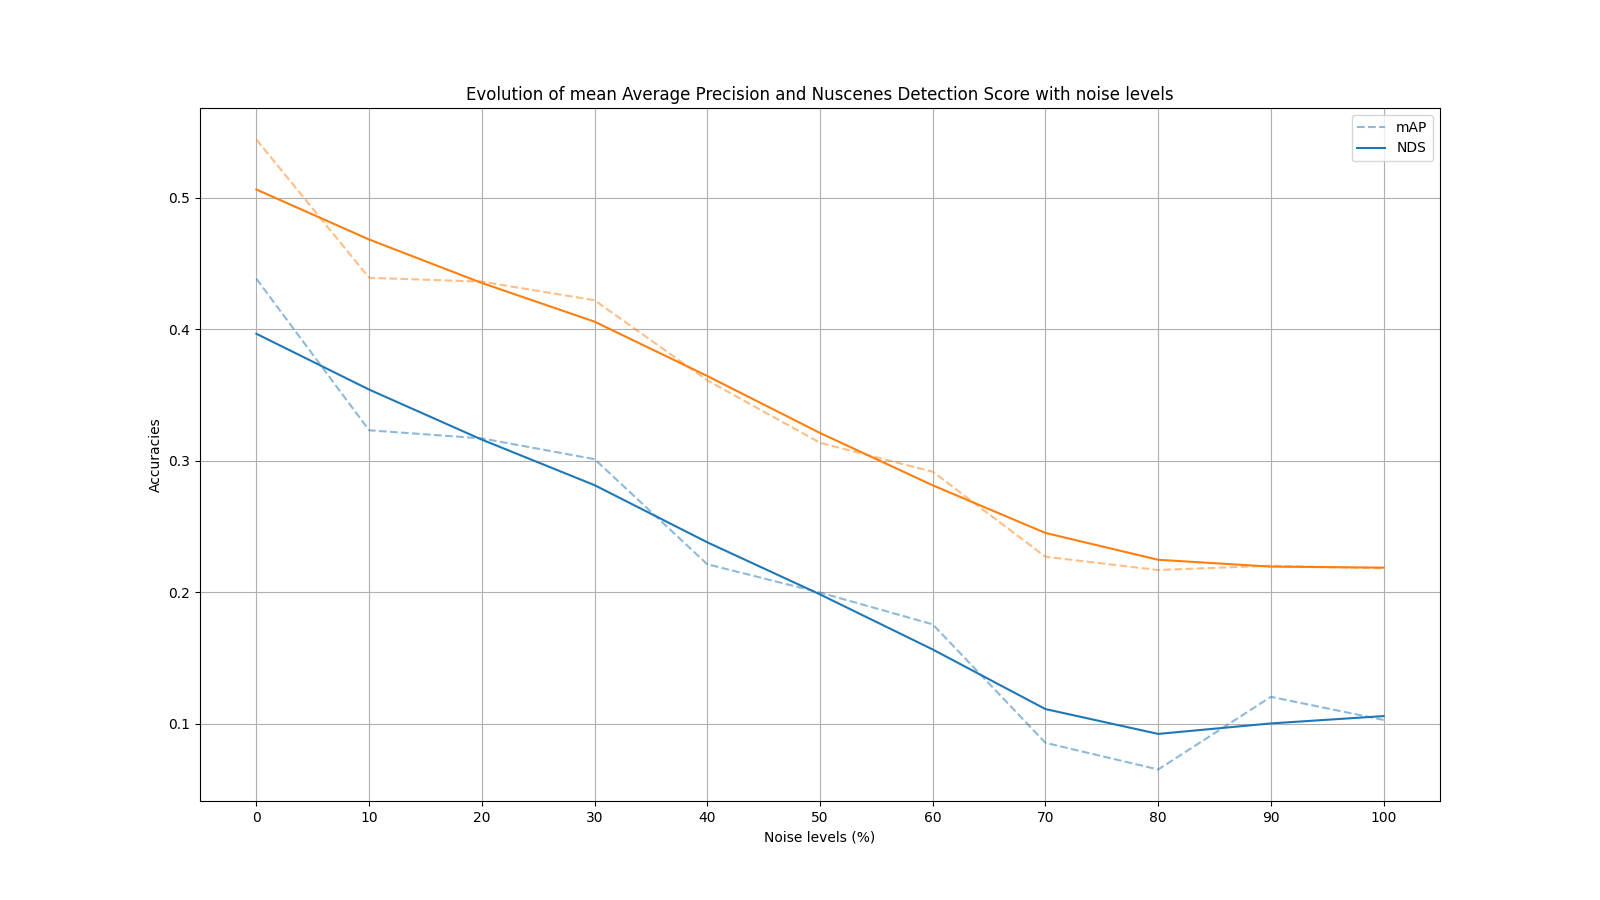 Evolution of mean Average Precision and Nuscenes Detection Score with noise levels
mAP
NDS
0.5
0.4
0.3
0.2
0.1
Accuracies
0 10 20 30 40 50 60 70 80 90 100
Noise levels (%)